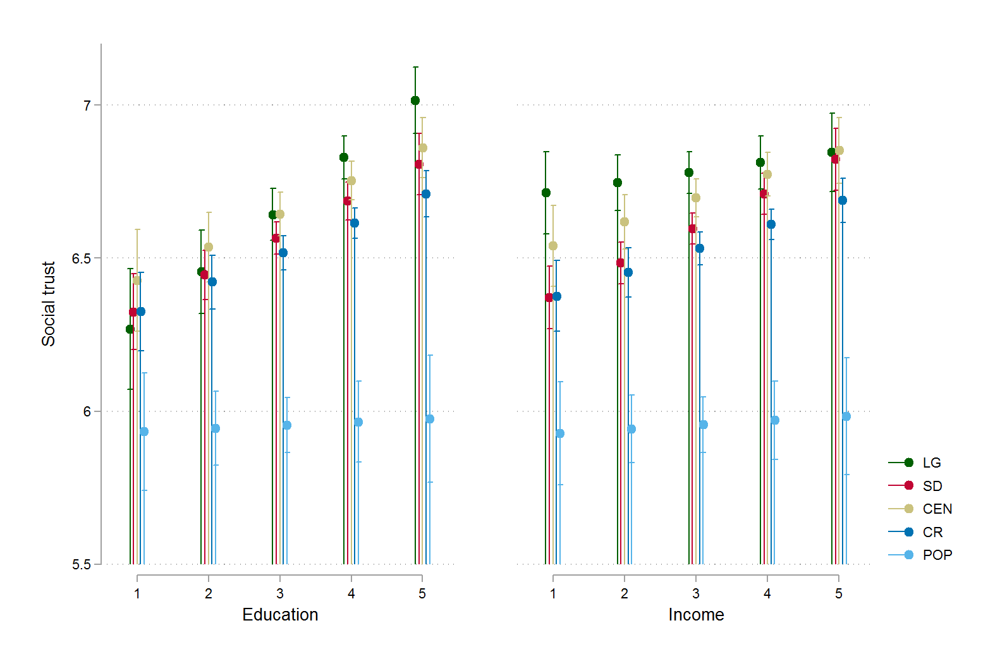 Social trust
7
6.5
6
5.5
1 2 3 4 5
Education
1 2 3 4 5
Income
LG
SD
CEN
CR
POP